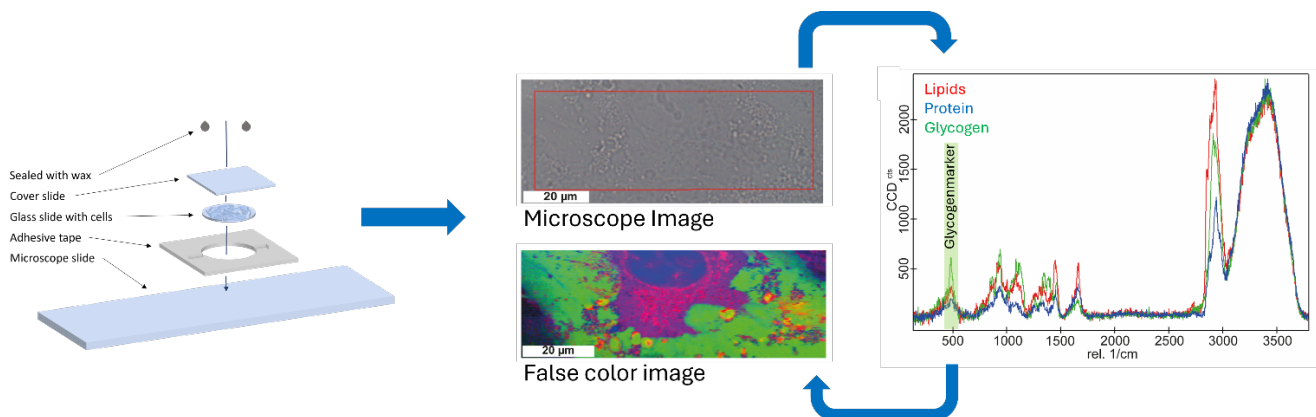 Sealed with wax
Cover slide
Glass slide with cells
Adhesive tape
Microscope slide
20 µm
Microscope Image
20 µm
False color image
Lipids
Protein
Glycogen
Glycogenmarker
CCD cts
2000
1500
1000
500
500
1000
1500
2000
2500
3000
3500
rel. 1/cm